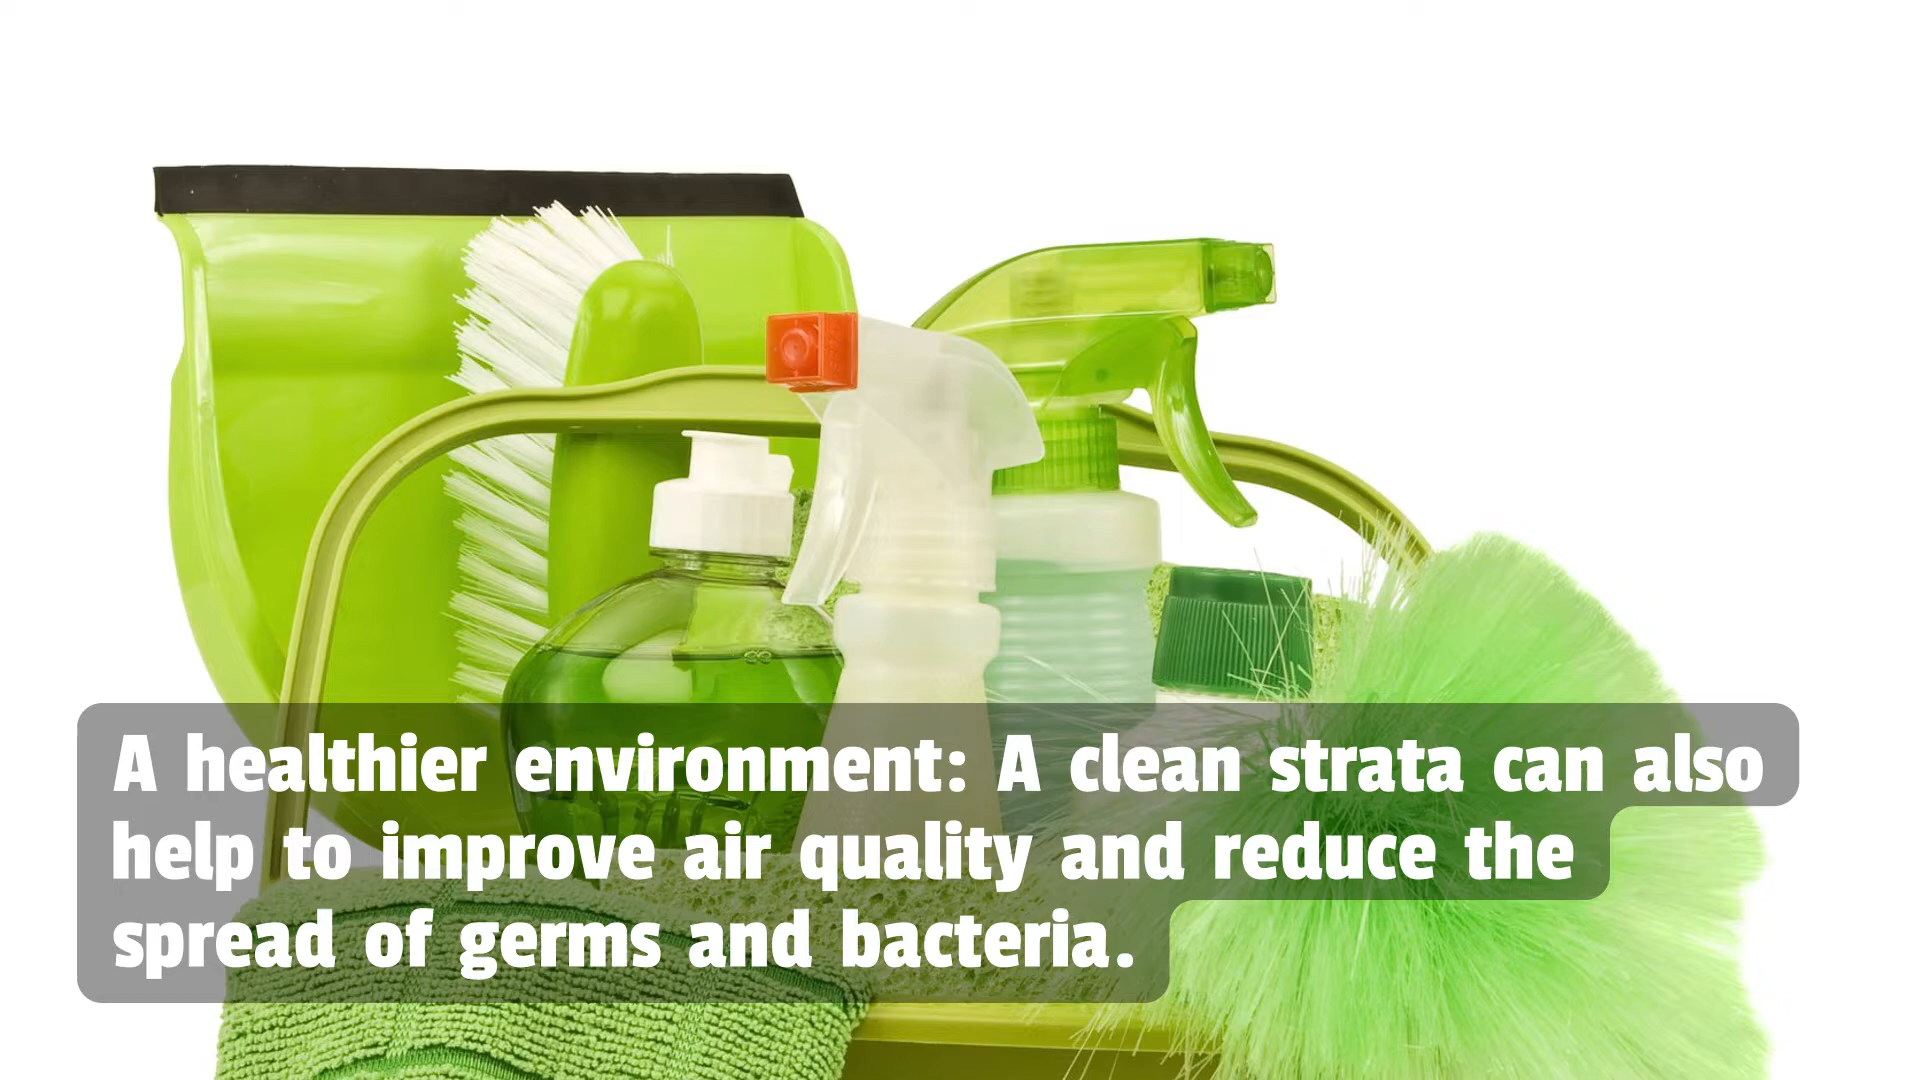 A healthier environment: A clean strata can also
help to improve air quality and reduce the
spread of germs and bacteria.